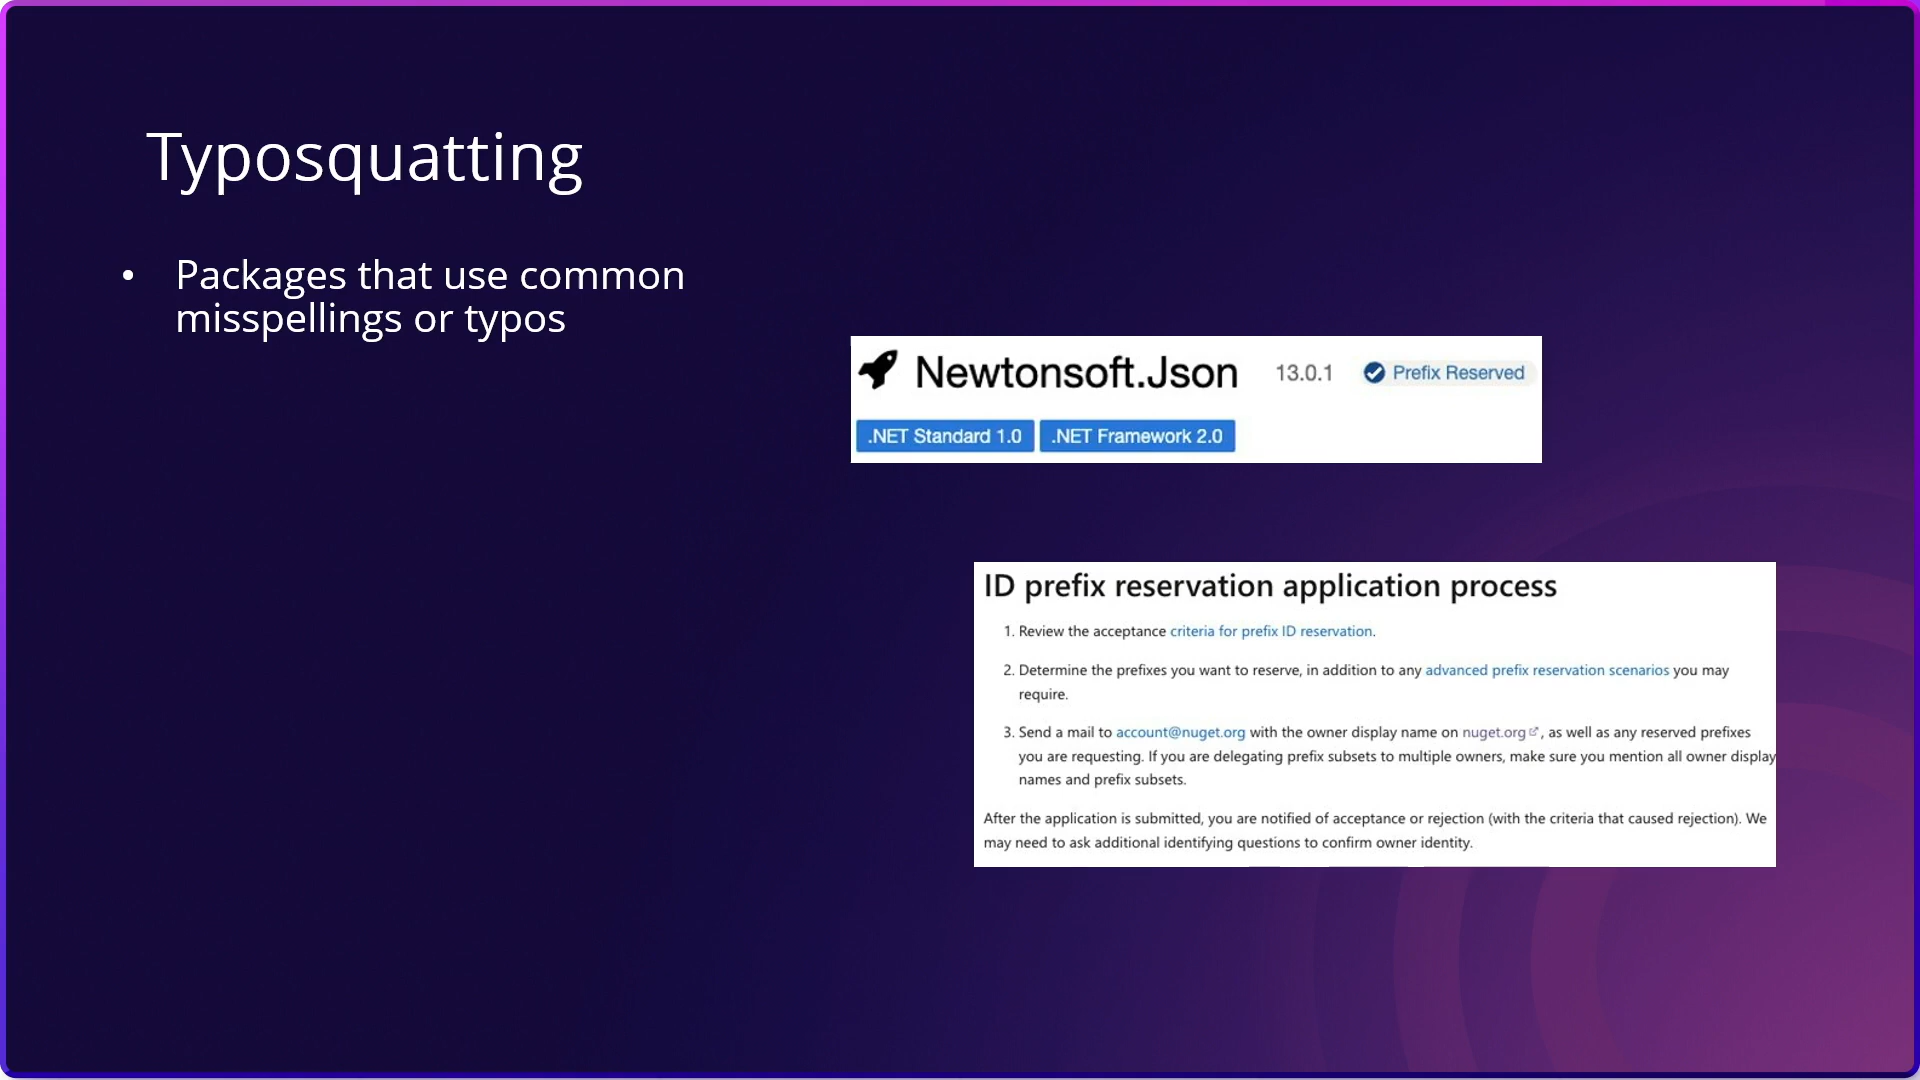 Typosquatting
• Packages that use common
misspellings or typos
Newtonsoft.Json 13.0.1 Prefix Reserved
.NET Standard 1.0 .NET Framework 2.0
ID prefix reservation application process
1. Review the acceptance criteria for prefix ID reservation.
2. Determine the prefixes you want to reserve, in addition to any advanced prefix reservation scenarios you may
require.
3. Send a mail to account@nuget.org with the owner display name on nuget.org, as well as any reserved prefixes
you are requesting. If you are delegating prefix subsets to multiple owners, make sure you mention all owner display
names and prefix subsets.
After the application is submitted, you are notified of acceptance or rejection (with the criteria that caused rejection). We
may need to ask additional identifying questions to confirm owner identity.